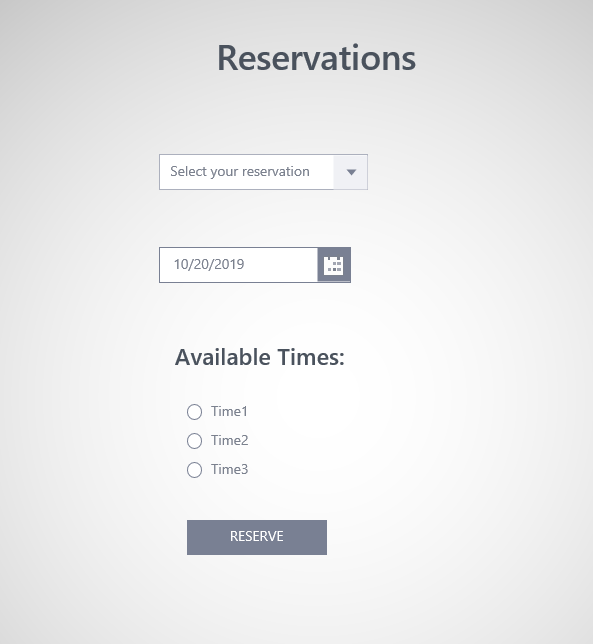 Reservations
Select your reservation
10/20/2019
Available Times:
Time1
Time2
Time3
RESERVE